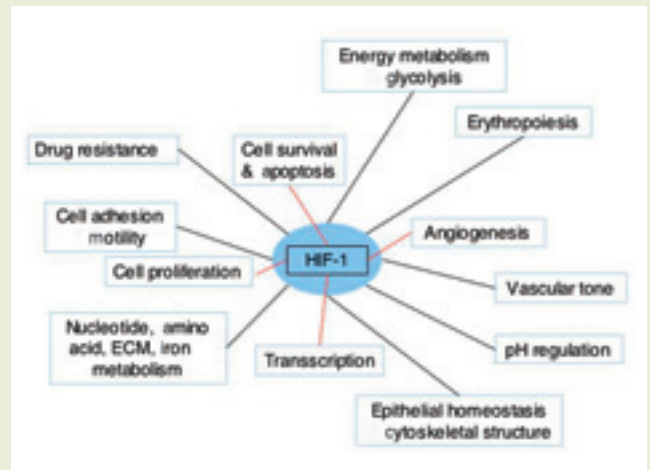 Energy metabolism
glycolysis
Erythropoiesis
Drug resistance
Cell survival
& apoptosis
Cell adhesion
motility
Angiogenesis
HIF-1
Cell proliferation
Vascular tone
Nucleotide, amino
acid, ECM, iron
metabolism
Transscription
pH regulation
Epithelial homeostasis
cytoskeletal structure